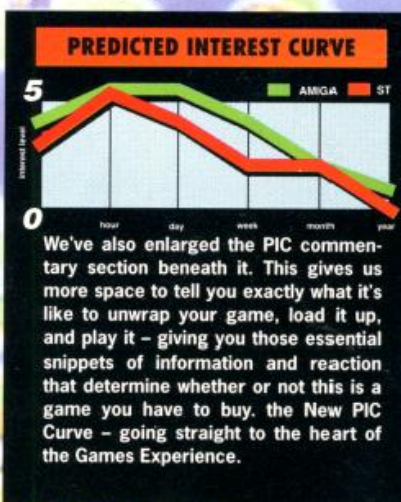 PREDICTED INTEREST CURVE
5
AMIGA ST
interest level
0
hour day week month year
We've also enlarged the PIC commen-
tary section beneath it. This gives us
more space to tell you exactly what it's
like to unwrap your game, load it up,
and play it – giving you those essential
snippets of information and reaction
that determine whether or not this is a
game you have to buy. the New PIC
Curve – going straight to the heart of
the Games Experience.